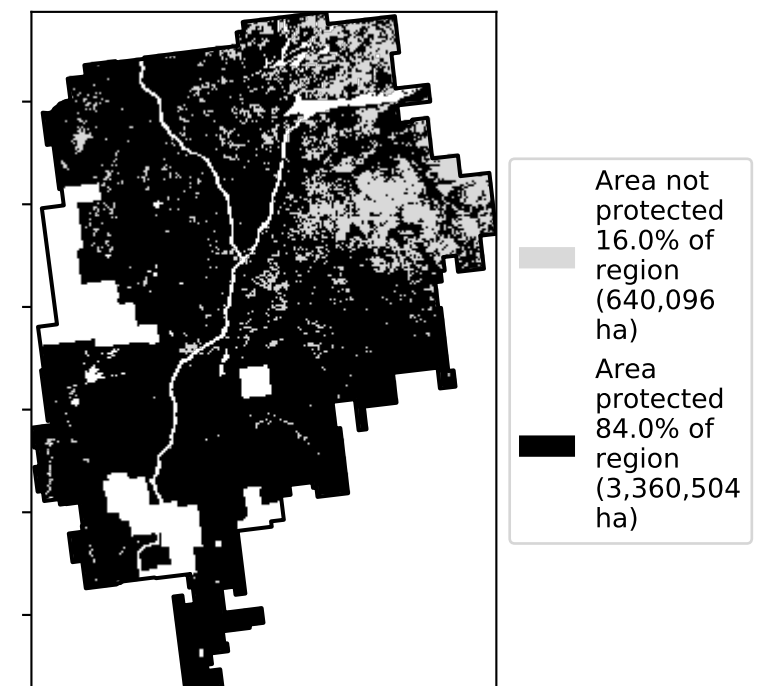 Area not
protected
16.0% of
region
(640,096
ha)
Area
protected
84.0% of
region
(3,360,504
ha)